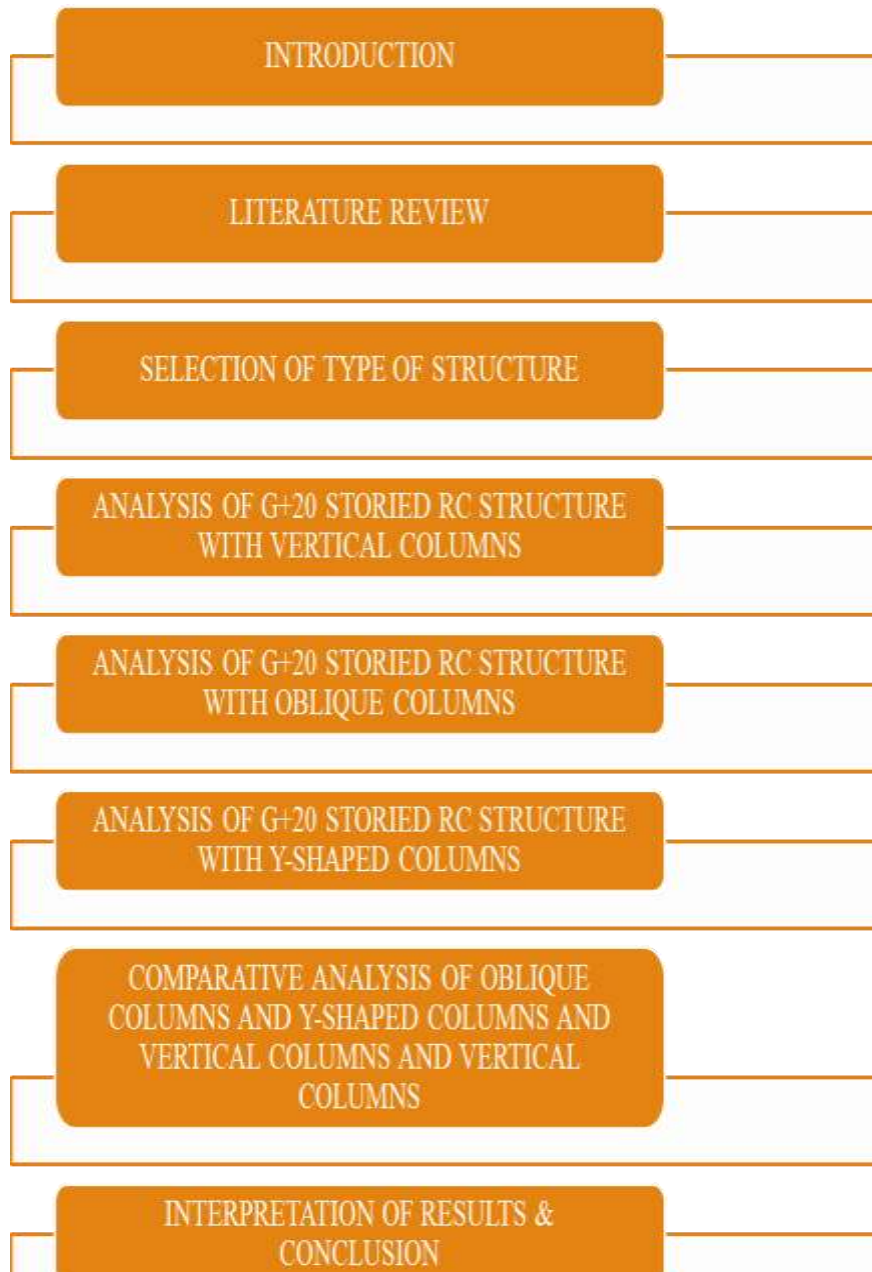 INTRODUCTION
LITERATURE REVIEW
SELECTION OF TYPE OF STRUCTURE
ANALYSIS OF G+20 STORIED RC STRUCTURE
WITH VERTICAL COLUMNS
ANALYSIS OF G+20 STORIED RC STRUCTURE
WITH OBLIQUE COLUMNS
ANALYSIS OF G+20 STORIED RC STRUCTURE
WITH Y-SHAPED COLUMNS
COMPARATIVE ANALYSIS OF OBLIQUE
COLUMNS AND Y-SHAPED COLUMNS AND
VERTICAL COLUMNS AND VERTICAL
COLUMNS
INTERPRETATION OF RESULTS &
CONCLUSION